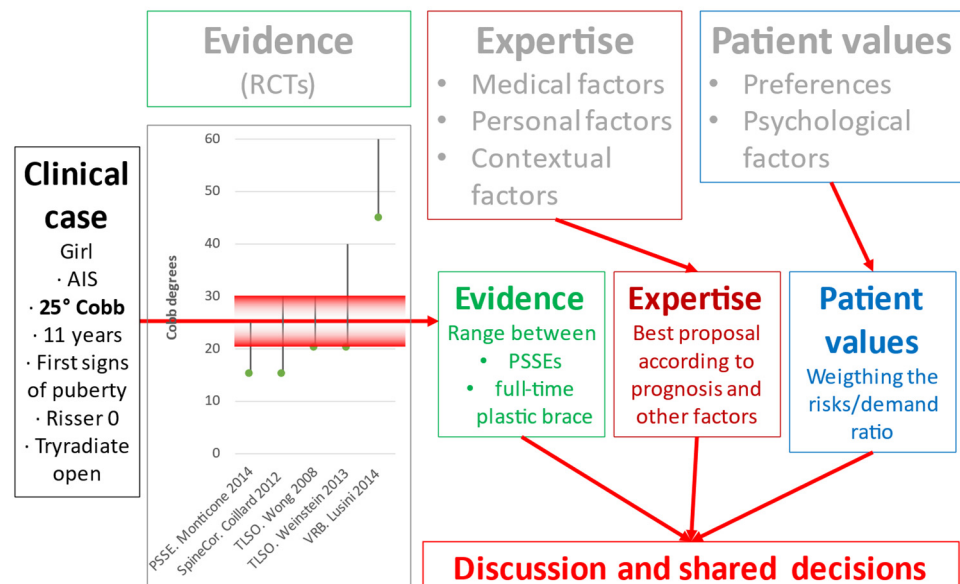 Evidence
(RCTs)
Expertise
• Medical factors
• Personal factors
• Contextual
factors
Patient values
• Preferences
• Psychological
factors
Clinical
case
Girl
· AIS
· 25° Cobb
· 11 years
· First signs
of puberty
· Risser 0
· Tryradiate
open
Cobb degrees
60
50
40
30
20
10
0
PSSE. Monticone 2014
SpineCor. Coillard 2012
TLSO. Wong 2008
TLSO. Weinstein 2013
VRB. Lusini 2014
Evidence
Range between
• PSSEs
• full-time
plastic brace
Expertise
Best proposal
according to
prognosis and
other factors
Patient
values
Weigthing the
risks/demand
ratio
Discussion and shared decisions